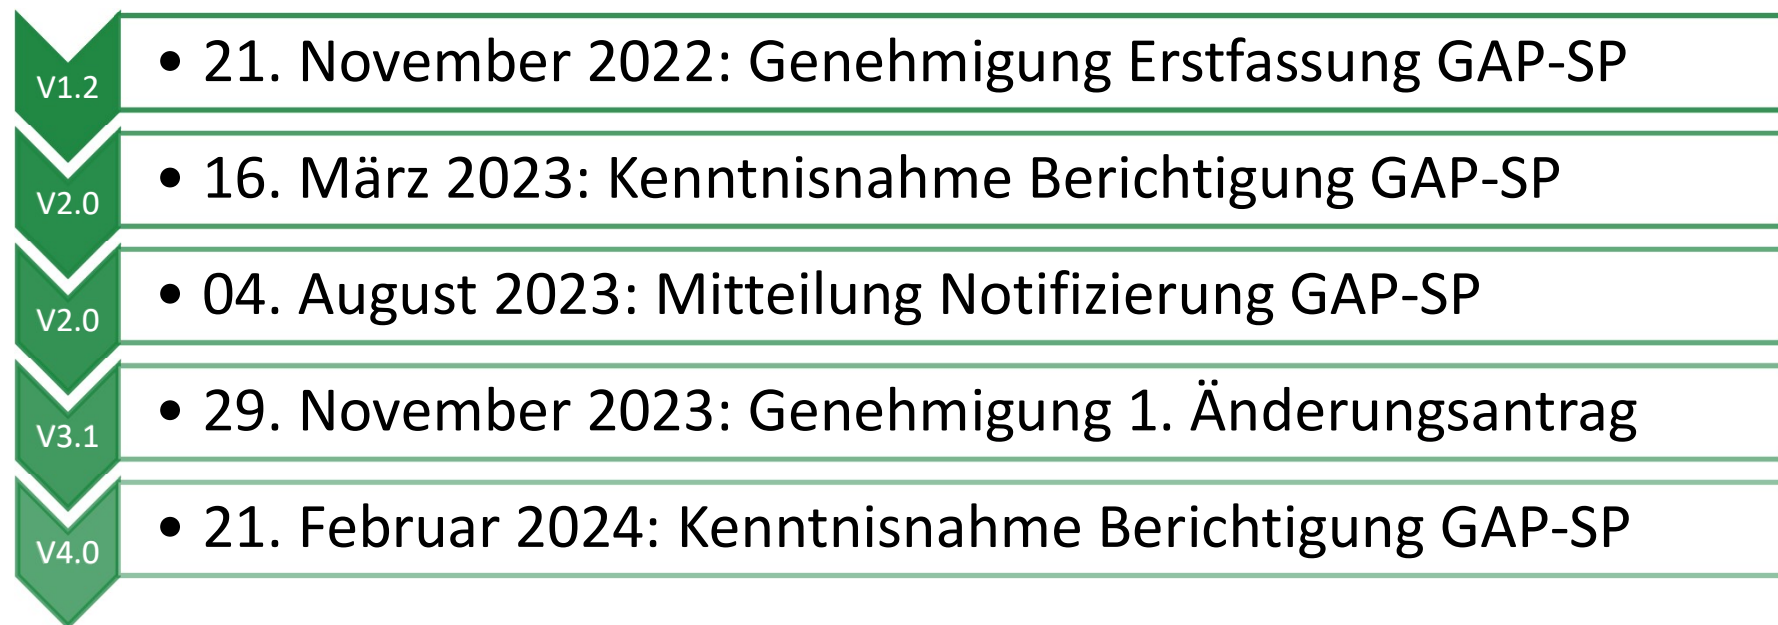 V1.2 • 21. November 2022: Genehmigung Erstfassung GAP-SP
V2.0 • 16. März 2023: Kenntnisnahme Berichtigung GAP-SP
V2.0 • 04. August 2023: Mitteilung Notifizierung GAP-SP
V3.1 • 29. November 2023: Genehmigung 1. Änderungsantrag
V4.0 • 21. Februar 2024: Kenntnisnahme Berichtigung GAP-SP